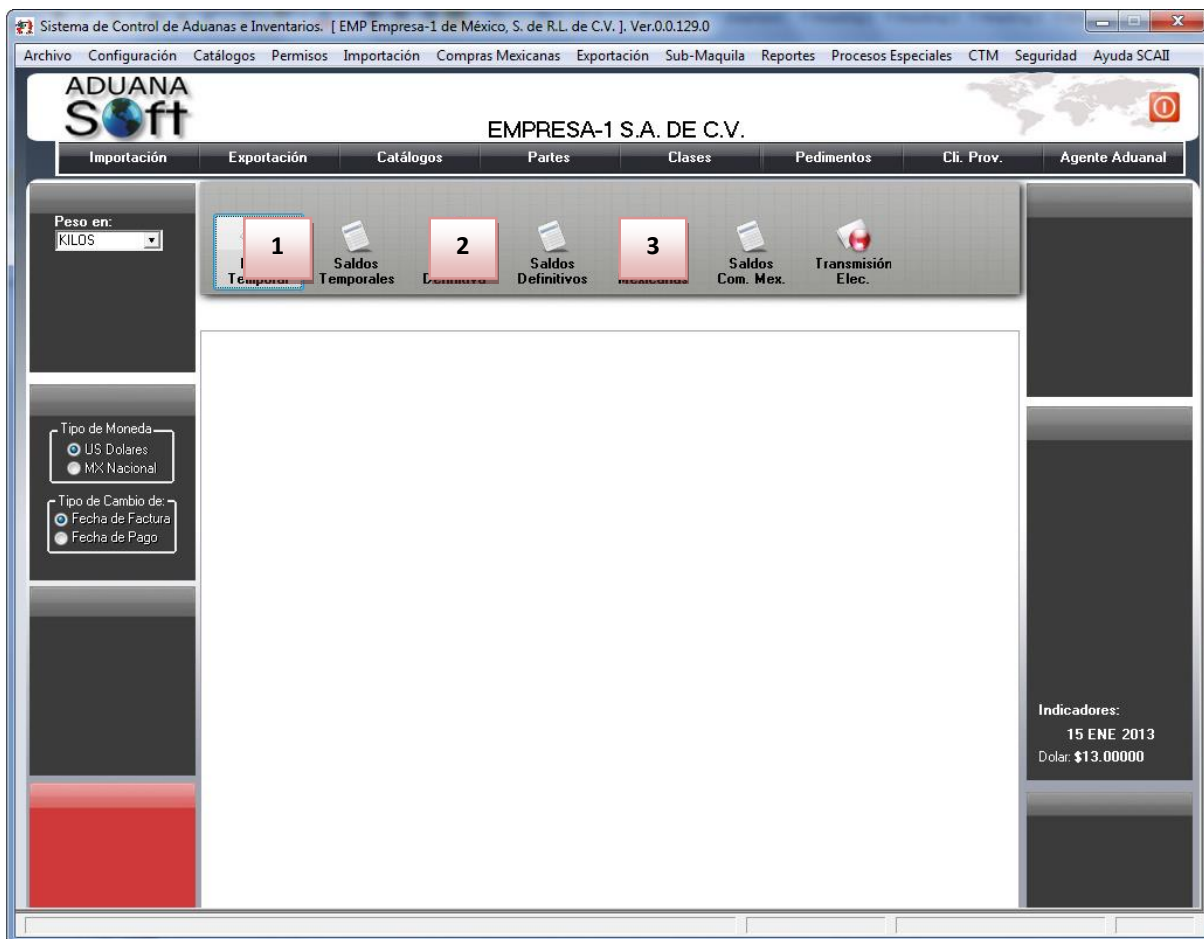 Sistema de Control de Aduanas e Inventarios. [ EMP Empresa-1 de México, S. de R.L. de C.V. ]. Ver.0.0.129.0
Archivo Configuración Catálogos Permisos Importación Compras Mexicanas Exportación Sub-Maquila Reportes Procesos Especiales CTM Seguridad Ayuda SCAII
ADUANA
Soft
EMPRESA-1 S.A. DE C.V.
Importación Exportación Catálogos Partes Clases Pedimentos Cli. Prov. Agente Aduanal
Peso en:
KILOS
1 2 3
Saldos Saldos Saldos Transmisión
Temporal Temporales Definitiva Definitivos Mexicanas Com. Mex. Elec.
Tipo de Moneda
US Dolares
MX Nacional
Tipo de Cambio de:
Fecha de Factura
Fecha de Pago
Indicadores:
15 ENE 2013
Dolar: $13.00000